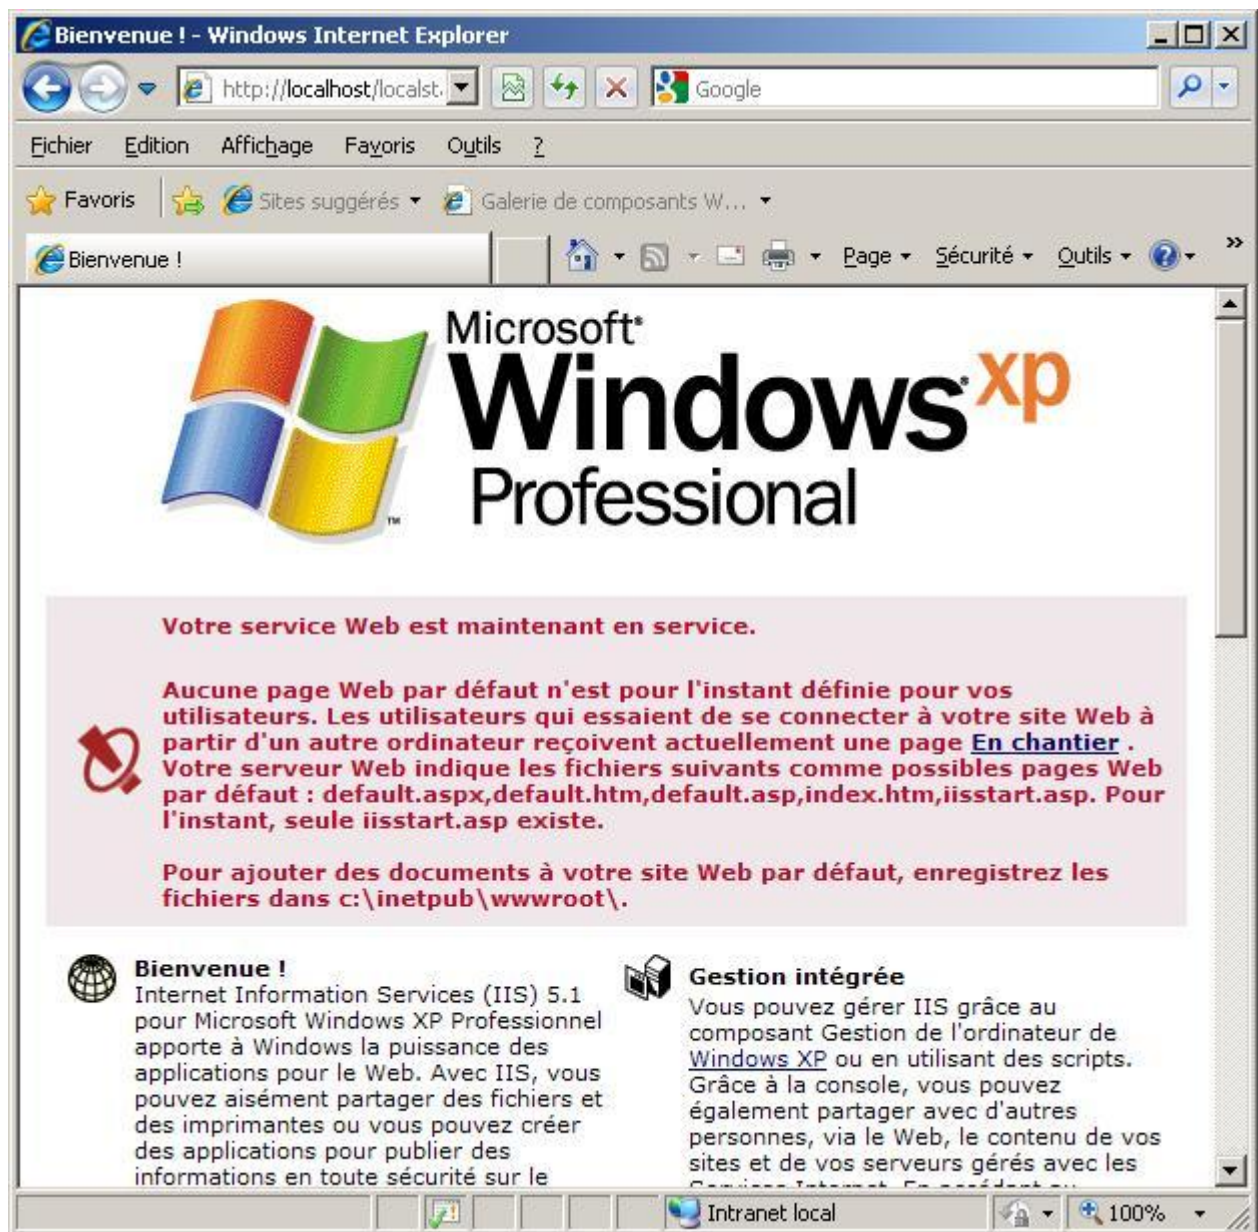 Bienvenue ! - Windows Internet Explorer
http://localhost/localst.
Google
Fichier Edition Affichage Favoris Outils ?
Favoris Sites suggérés Galerie de composants W...
Bienvenue !
Page Sécurité Outils »
Microsoft
Windows xp
Professional
TM
Votre service Web est maintenant en service.
Aucune page Web par défaut n'est pour l'instant définie pour vos
utilisateurs. Les utilisateurs qui essaient de se connecter à votre site Web à
partir d'un autre ordinateur reçoivent actuellement une page En chantier .
Votre serveur Web indique les fichiers suivants comme possibles pages Web
par défaut : default.aspx,default.htm,default.asp,index.htm,iisstart.asp. Pour
l'instant, seule iisstart.asp existe.
Pour ajouter des documents à votre site Web par défaut, enregistrez les
fichiers dans c:\inetpub\wwwroot\.
Bienvenue !
Internet Information Services (IIS) 5.1
pour Microsoft Windows XP Professionnel
apporte à Windows la puissance des
applications pour le Web. Avec IIS, vous
pouvez aisément partager des fichiers et
des imprimantes ou vous pouvez créer
des applications pour publier des
informations en toute sécurité sur le
Gestion intégrée
Vous pouvez gérer IIS grâce au
composant Gestion de l'ordinateur de
Windows XP ou en utilisant des scripts.
Grâce à la console, vous pouvez
également partager avec d'autres
personnes, via le Web, le contenu de vos
sites et de vos serveurs gérés avec les
Intranet local
100%